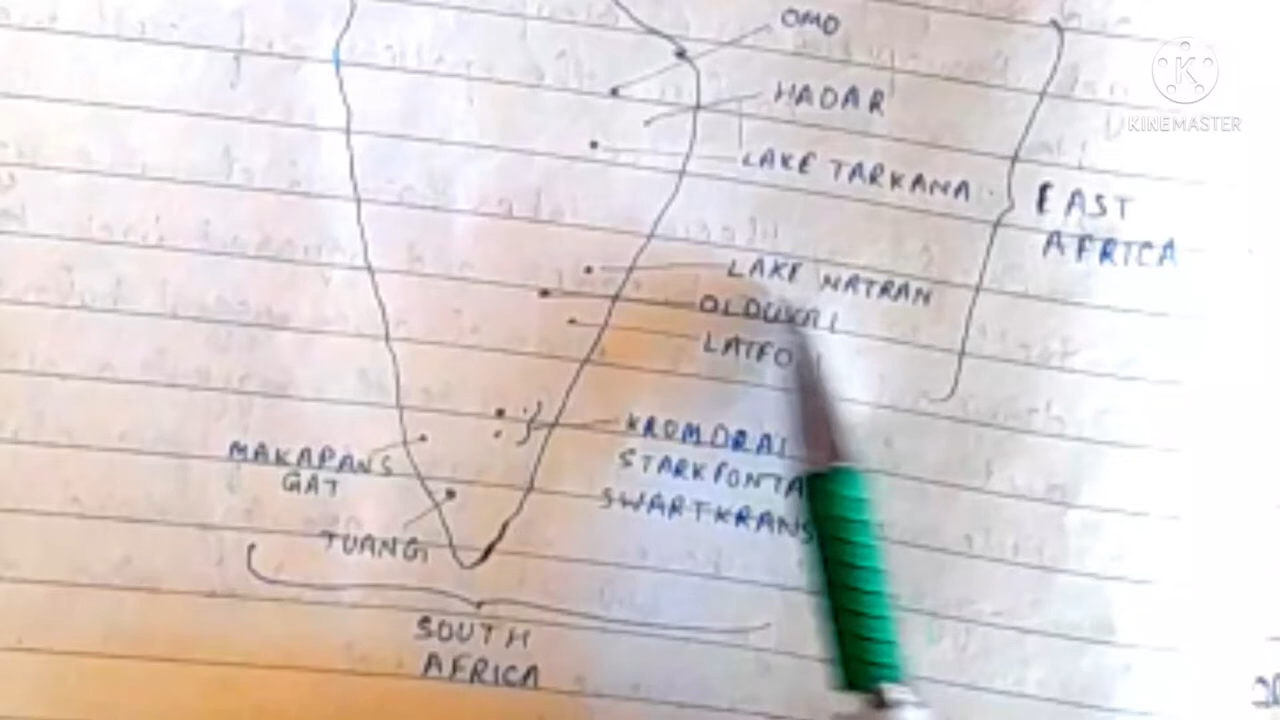 OMO
HADAR
LAKE TARKANA
EAST
AFRICA
LAKE NATRAN
OLDUVAI
KROMDRAI
STARKFONTA
SWARTKRANS
MAKAPANS
GAT
TUANG
SOUTH
AFRICA
KINEMASTER